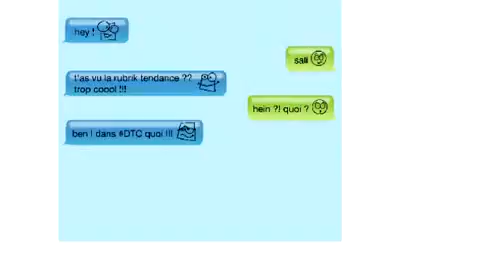 hey !
salI
t'as vu la rubrik tendance ??
trop coool !!!
hein ?! quoi ?
ben ! dans #DTC quoi !!!